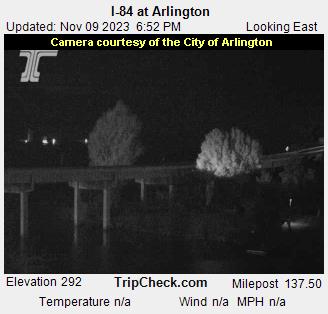 I-84 at Arlington
Updated: Nov 09 2023 6:52 PM Looking East
Camera courtesy of the City of Arlington
Elevation 292 TripCheck.com Milepost 137.50
Temperature n/a Wind n/a MPH n/a